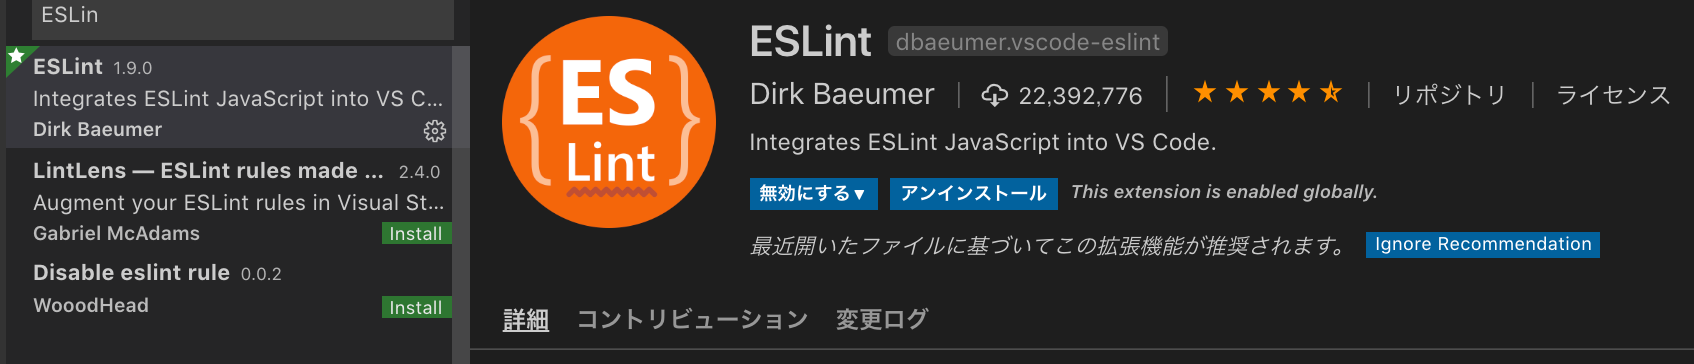 ESLin
ESLint 1.9.0
Integrates ESLint JavaScript into VS C...
Dirk Baeumer
LintLens — ESLint rules made ... 2.4.0
Augment your ESLint rules in Visual St...
Gabriel McAdams Install
Disable eslint rule 0.0.2
WooodHead Install
{ES}
Lint
ESLint dbaeumer.vscode-eslint
Dirk Baeumer | 22,392,776 | ★★★★⯪ | リポジトリ | ライセンス
Integrates ESLint JavaScript into VS Code.
無効にする▼ アンインストール This extension is enabled globally.
最近開いたファイルに基づいてこの拡張機能が推奨されます。 Ignore Recommendation
詳細 コントリビューション 変更ログ